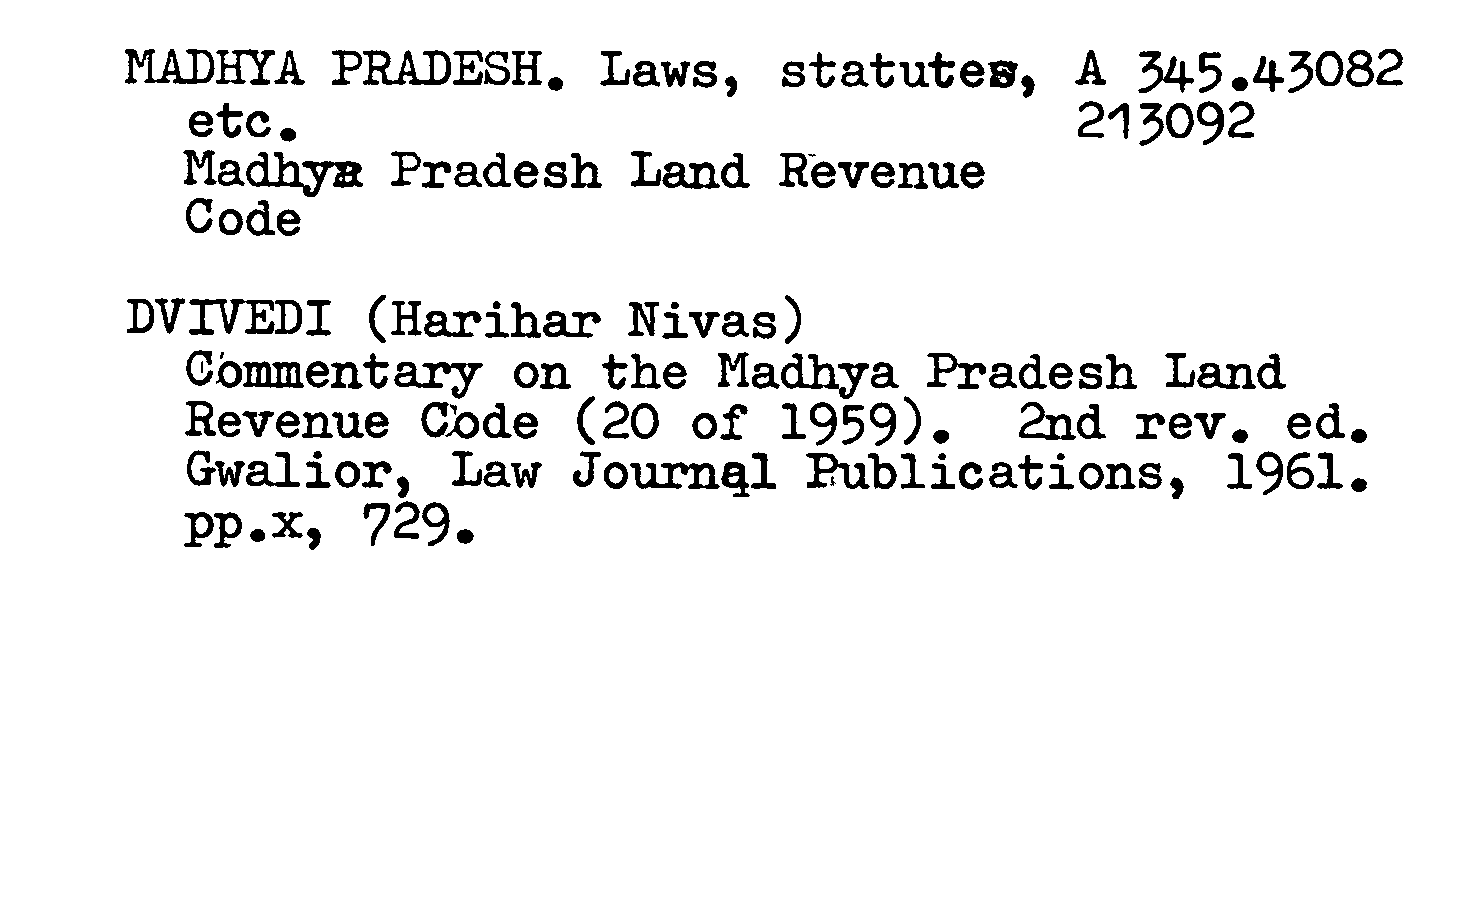 MADHYA PRADESH. Laws, statutes, A 345.43082
etc. 213092
Madhya Pradesh Land Revenue
Code
DVIVEDI (Harihar Nivas)
Commentary on the Madhya Pradesh Land
Revenue Code (20 of 1959). 2nd rev. ed.
Gwalior, Law Journal Publications, 1961.
pp.x, 729.